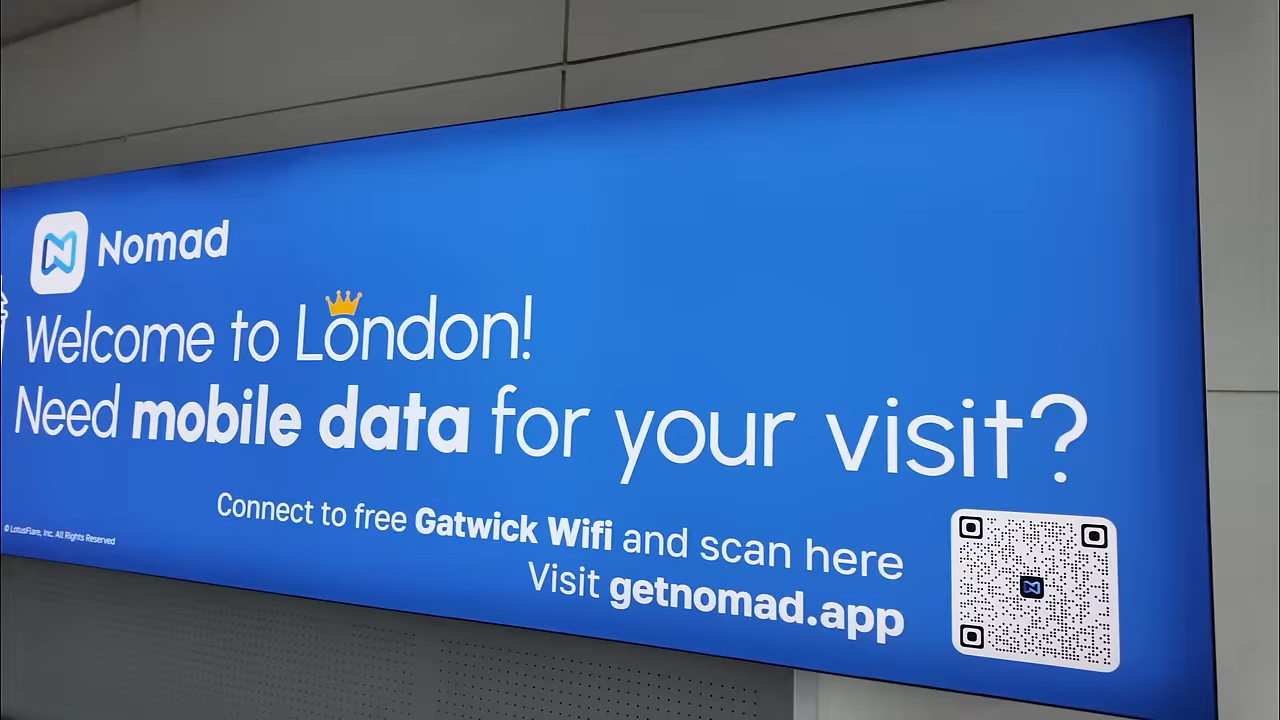 Nomad
Welcome to London!
Need mobile data for your visit?
Connect to free Gatwick Wifi and scan here
Visit getnomad.app
© LotusFlare, Inc. All Rights Reserved